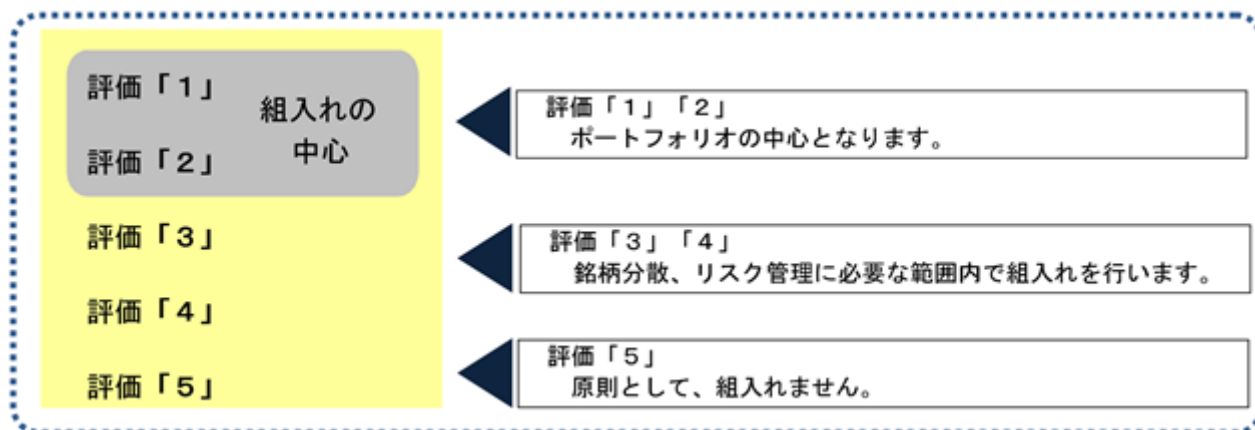 評価「１」
組入れの
中心
評価「２」
評価「３」
評価「４」
評価「５」
評価「１」「２」
ポートフォリオの中心となります。
評価「３」「４」
銘柄分散、リスク管理に必要な範囲内で組入れを行います。
評価「５」
原則として、組入れません。